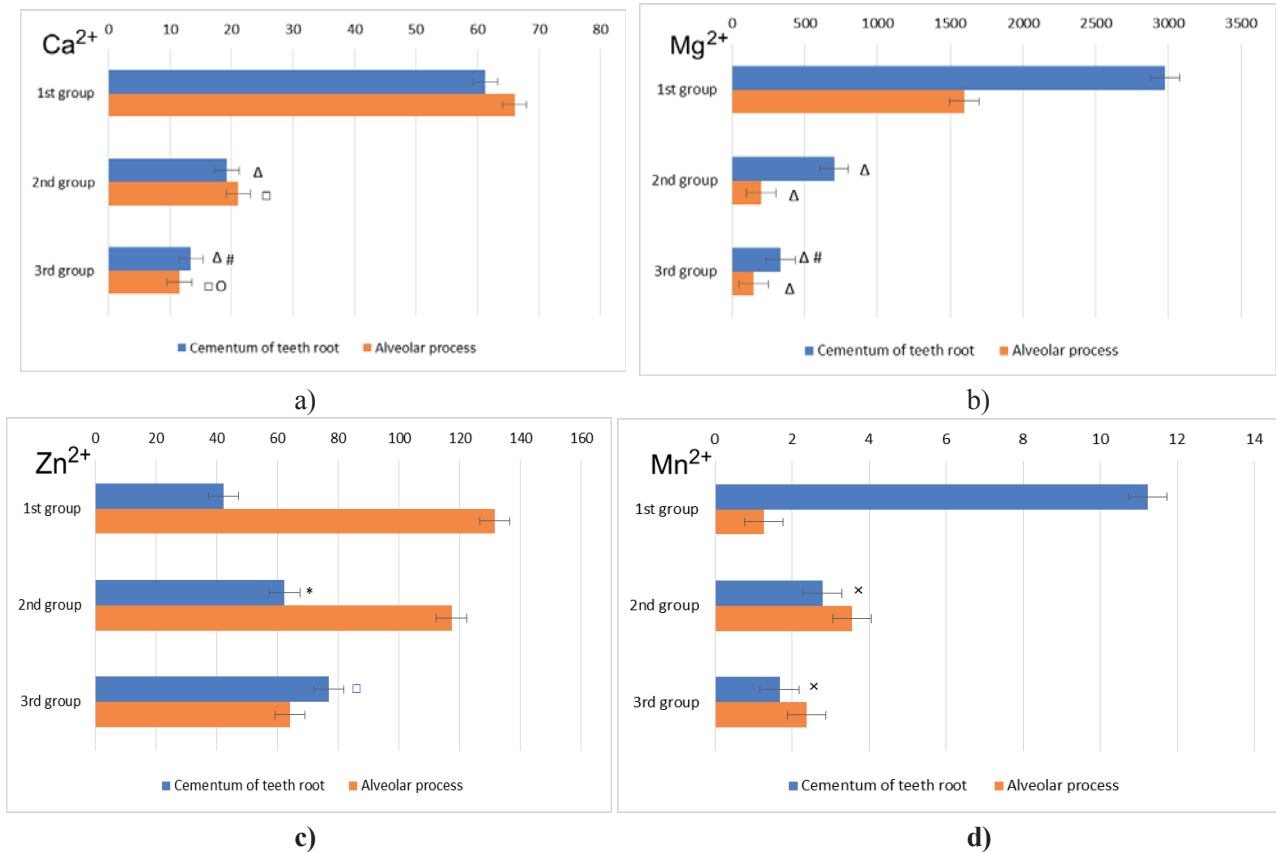 Ca2+
0 10 20 30 40 50 60 70 80
1st group
2nd group
Δ
□
3rd group
Δ #
□ O
Cementum of teeth root Alveolar process
a)
Mg2+
0 500 1000 1500 2000 2500 3000 3500
1st group
2nd group
Δ
Δ
3rd group
Δ #
Δ
Cementum of teeth root Alveolar process
b)
Zn2+
0 20 40 60 80 100 120 140 160
1st group
2nd group
*
3rd group
□
Cementum of teeth root Alveolar process
c)
Mn2+
0 2 4 6 8 10 12 14
1st group
2nd group
×
3rd group
×
Cementum of teeth root Alveolar process
d)